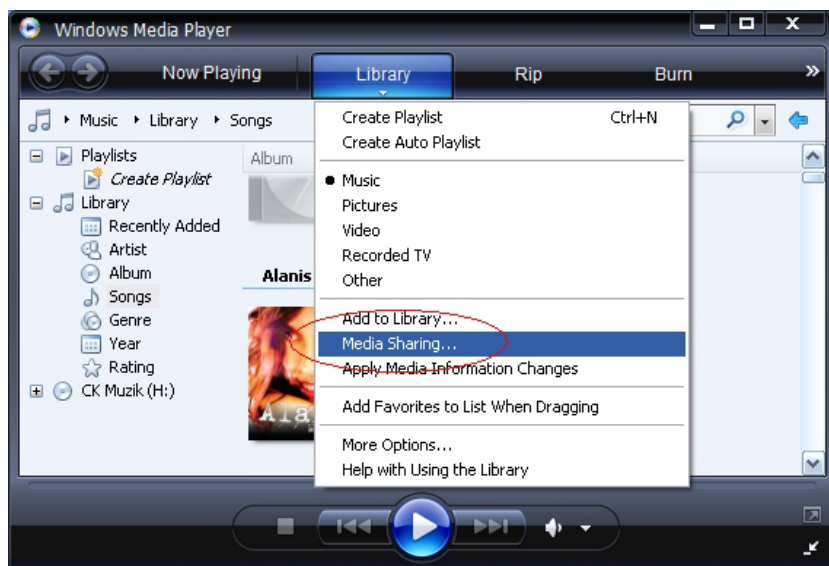 Windows Media Player
Now Playing
Library
Rip
Burn
»
Music
Library
Songs
Create Playlist Ctrl+N
Create Auto Playlist
Music
Pictures
Video
Recorded TV
Other
Add to Library...
Media Sharing...
Apply Media Information Changes
Add Favorites to List When Dragging
More Options...
Help with Using the Library
Playlists
Create Playlist
Library
Recently Added
Artist
Album
Songs
Genre
Year
Rating
CK Muzik (H:)
Album
Alanis